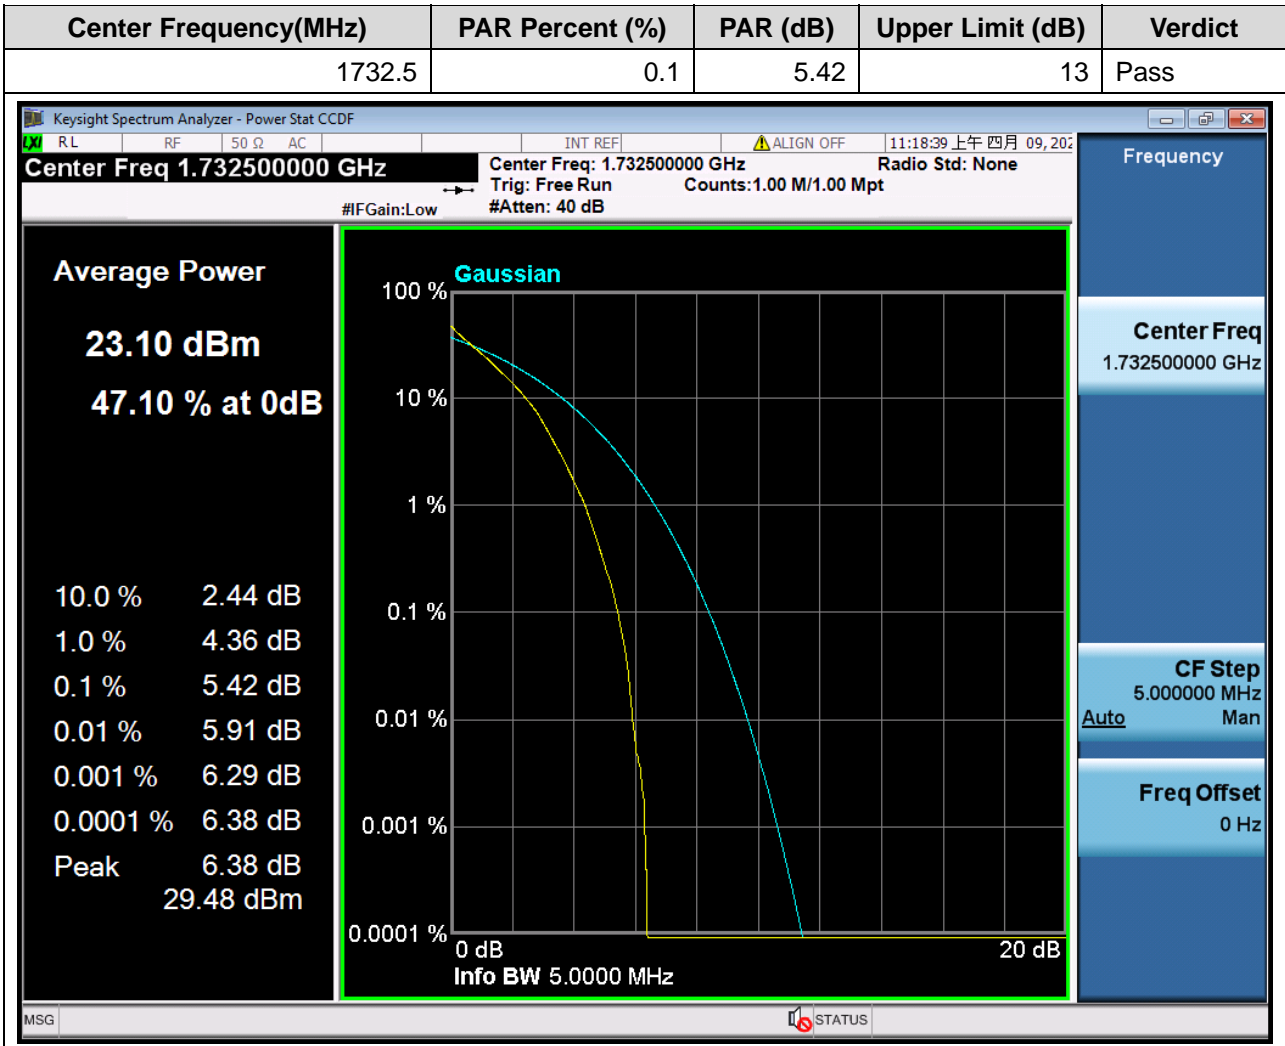 Center Frequency(MHz) PAR Percent (%) PAR (dB) Upper Limit (dB) Verdict
1732.5 0.1 5.42 13 Pass
Keysight Spectrum Analyzer - Power Stat CCDF
LXI RL RF 50 Ω AC INT REF ALIGN OFF 11:18:39 上午 四月 09, 202
Center Freq 1.732500000 GHz
Center Freq: 1.732500000 GHz Radio Std: None
Trig: Free Run Counts:1.00 M/1.00 Mpt
#IFGain:Low #Atten: 40 dB
Frequency
Average Power
23.10 dBm
47.10 % at 0dB
10.0 % 2.44 dB
1.0 % 4.36 dB
0.1 % 5.42 dB
0.01 % 5.91 dB
0.001 % 6.29 dB
0.0001 % 6.38 dB
Peak 6.38 dB
29.48 dBm
Gaussian
100 %
10 %
1 %
0.1 %
0.01 %
0.001 %
0.0001 %
0 dB 20 dB
Info BW 5.0000 MHz
Center Freq
1.732500000 GHz
CF Step
5.000000 MHz
Auto Man
Freq Offset
0 Hz
MSG STATUS